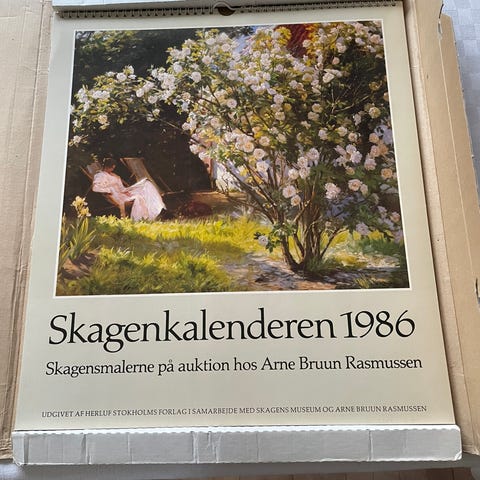 Skagenkalenderen 1986
Skagensmalerne på auktion hos Arne Bruun Rasmussen
UDGIVET AF HERLUF STOKHOLMS FORLAG I SAMARBEJDE MED SKAGENS MUSEUM OG ARNE BRUUN RASMUSSEN